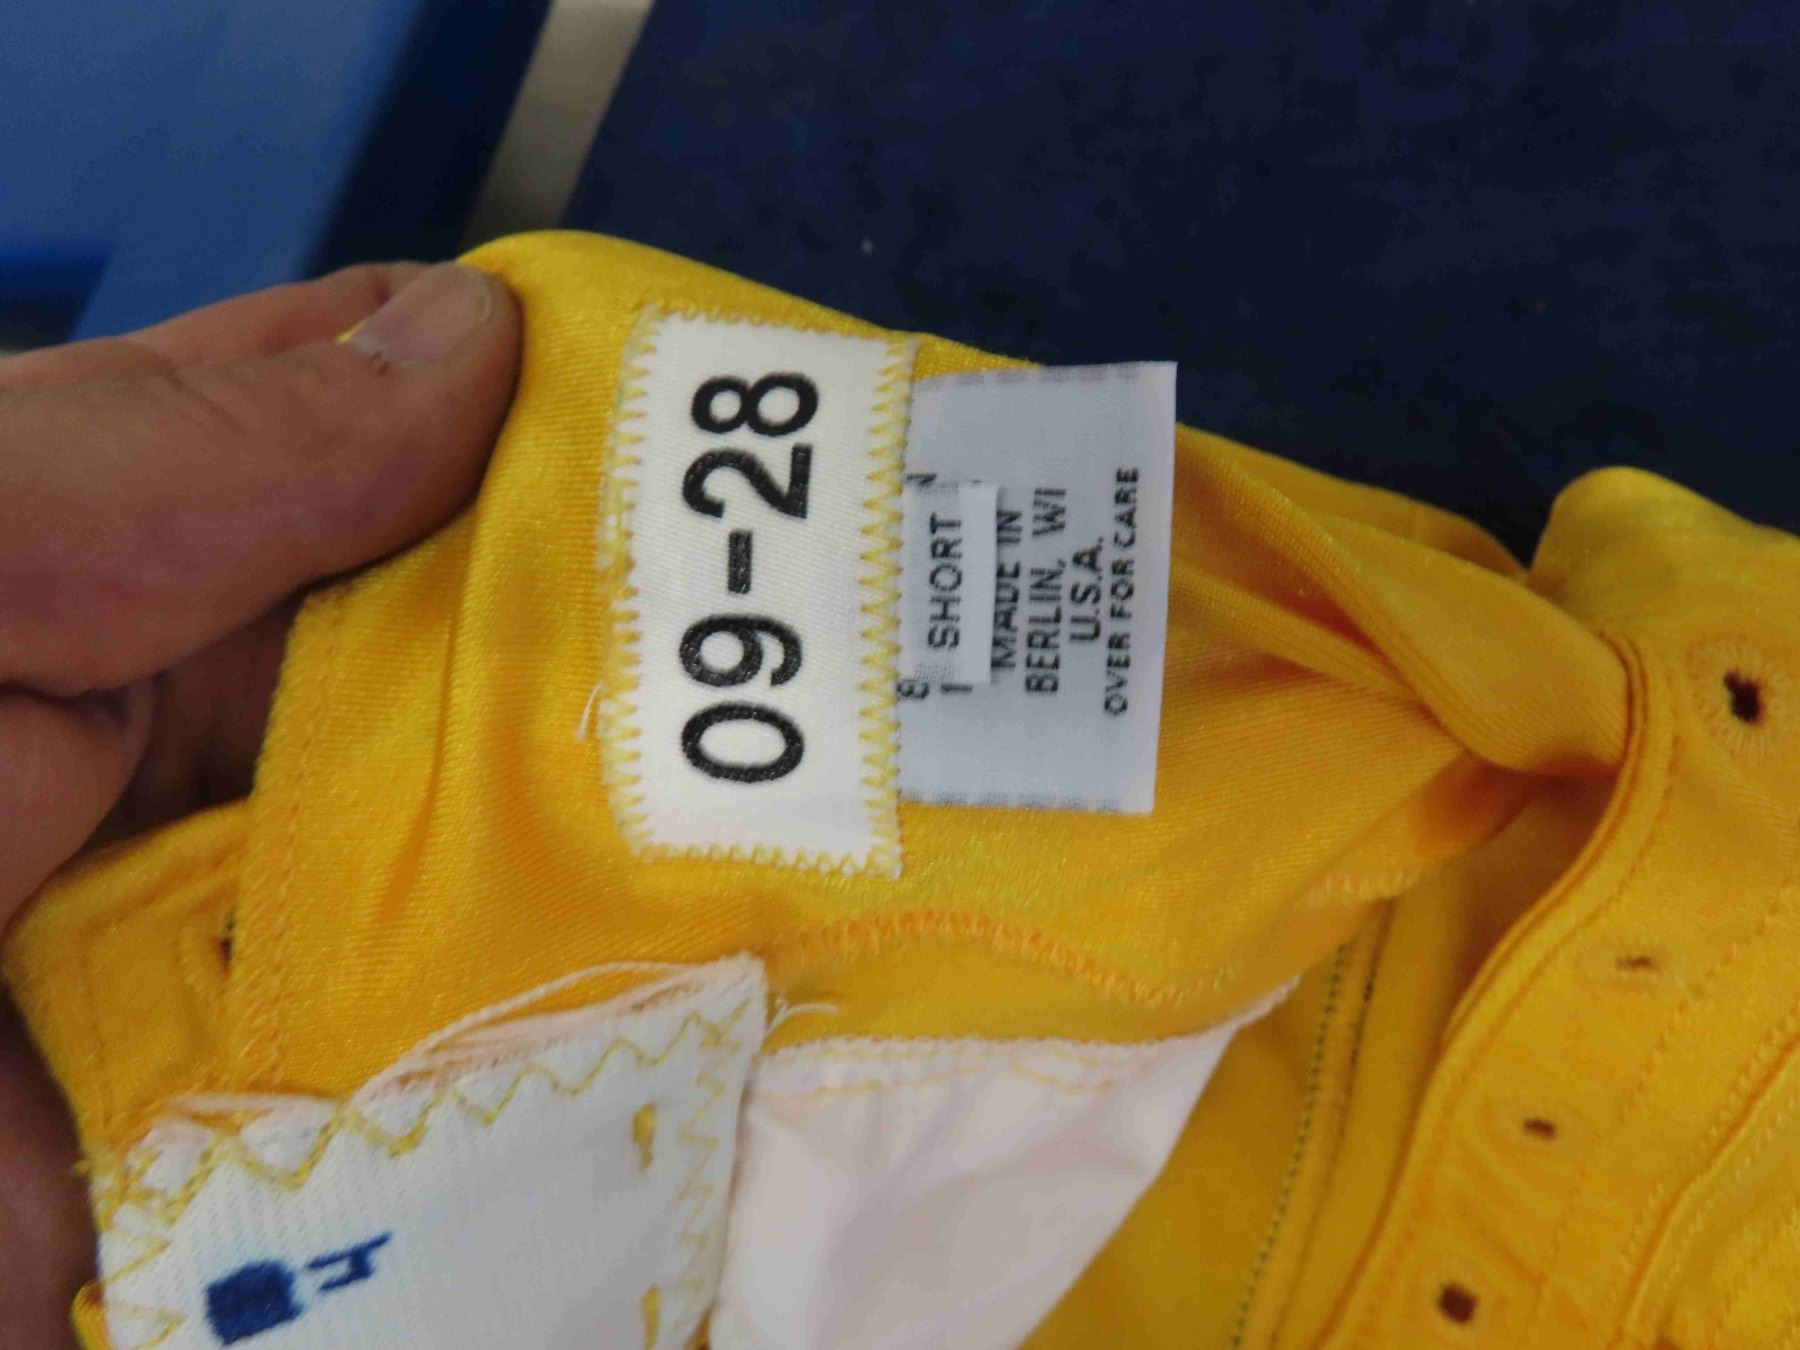 09-28
SHORT
MADE IN
BERLIN, WI
U.S.A.
OVER FOR CARE